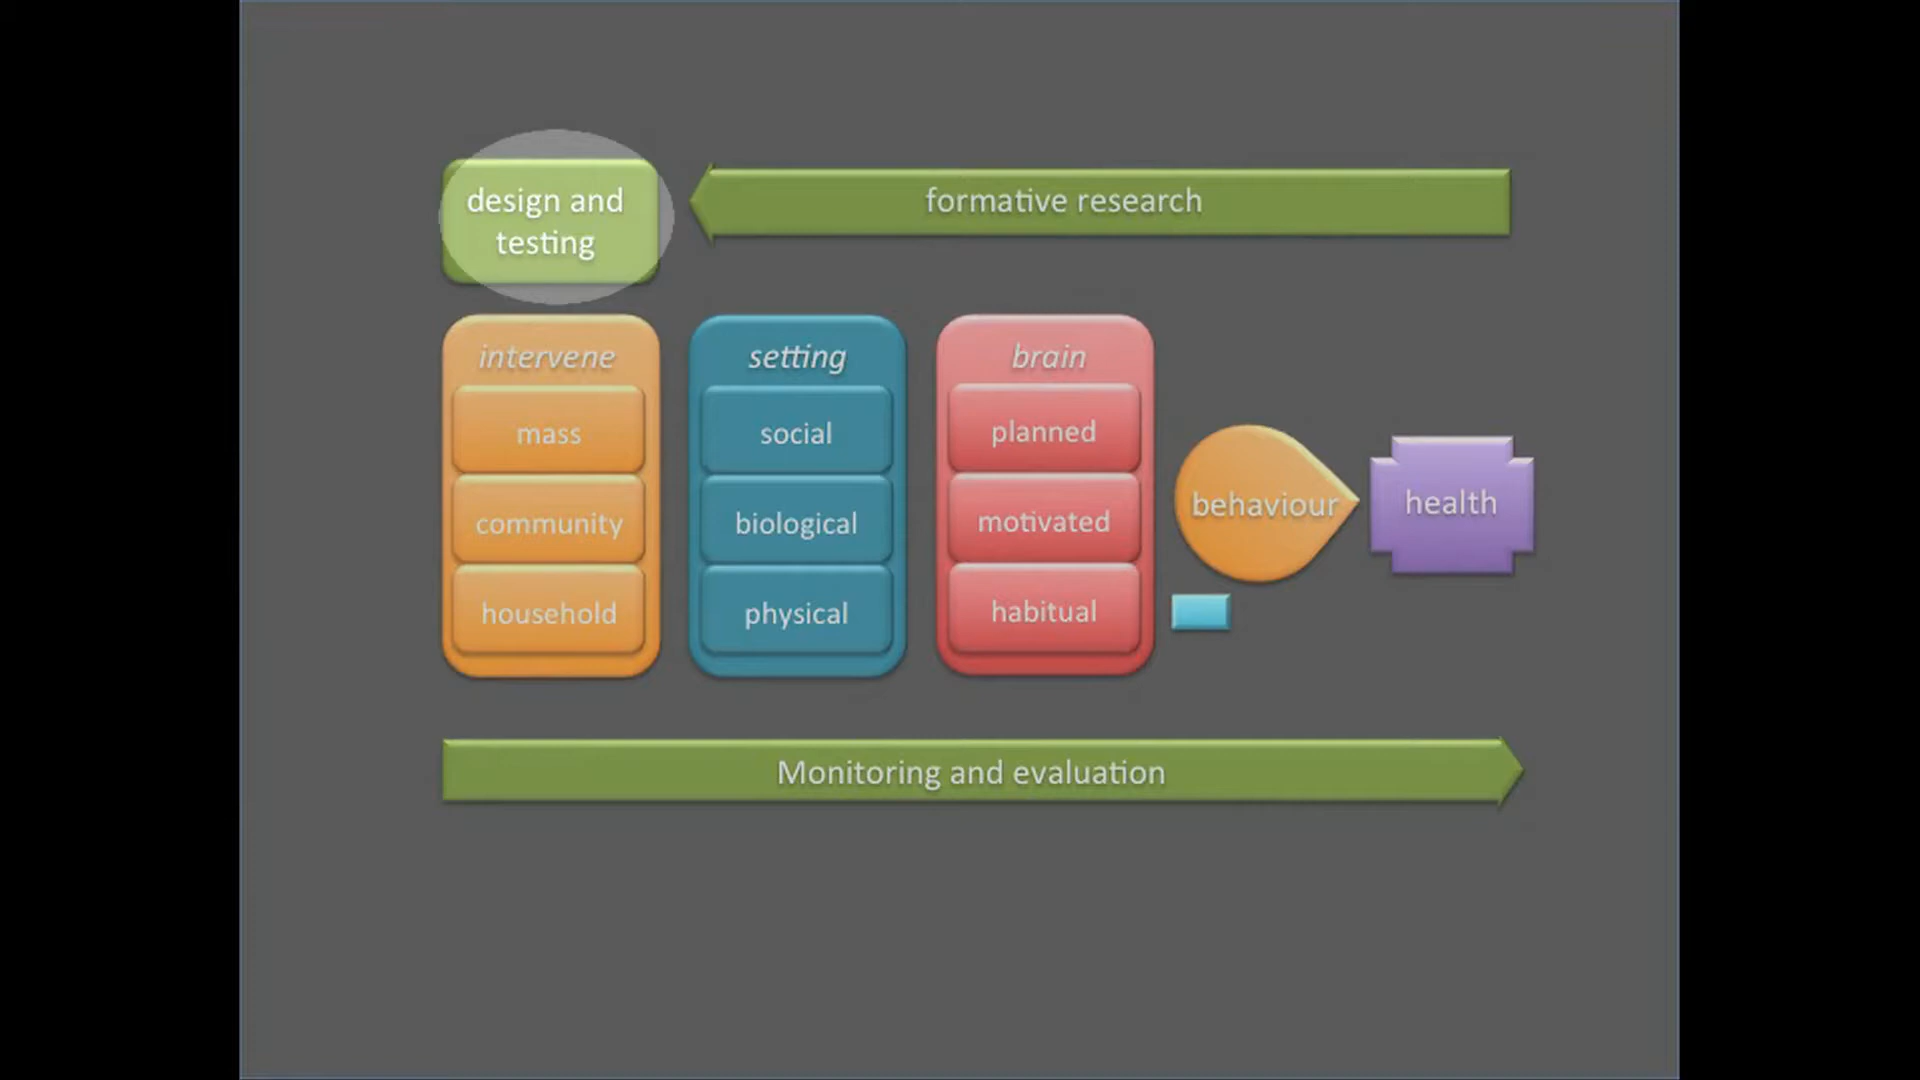 design and
testing
formative research
intervene
mass
community
household
setting
social
biological
physical
brain
planned
motivated
habitual
behaviour
health
Monitoring and evaluation